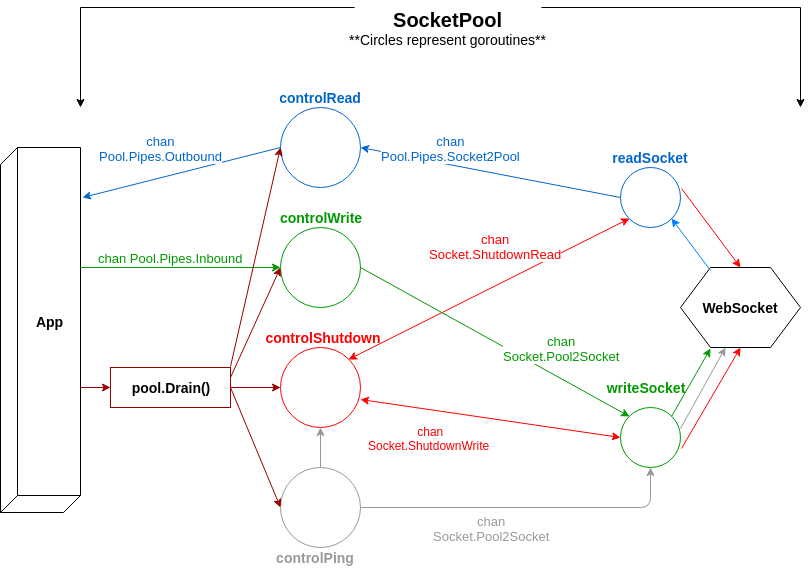 SocketPool
**Circles represent goroutines**
controlRead
chan
Pool.Pipes.Outbound
chan
Pool.Pipes.Socket2Pool
readSocket
controlWrite
chan Pool.Pipes.Inbound
chan
Socket.ShutdownRead
WebSocket
App
controlShutdown
chan
Socket.Pool2Socket
pool.Drain()
writeSocket
chan
Socket.ShutdownWrite
chan
Socket.Pool2Socket
controlPing